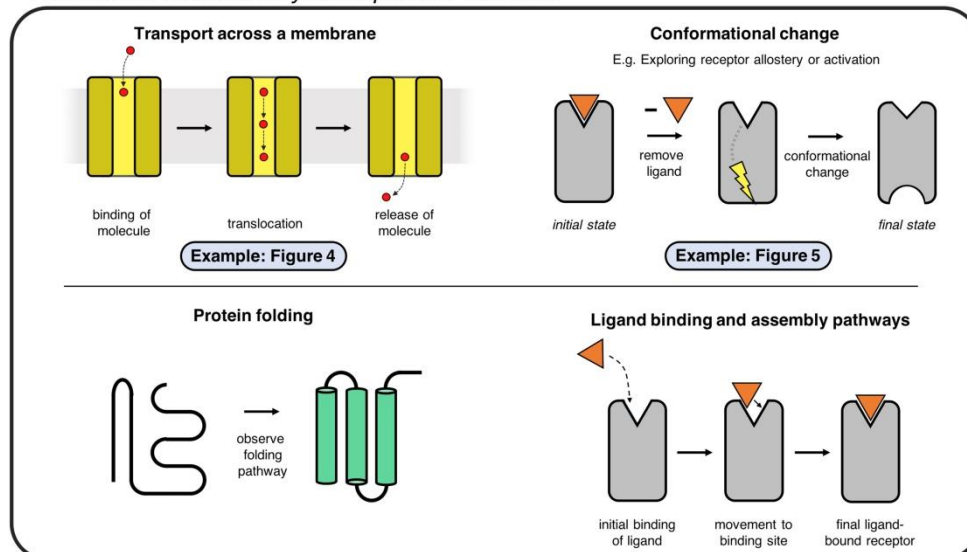 Transport across a membrane
binding of
molecule
translocation
release of
molecule
Example: Figure 4
Conformational change
E.g. Exploring receptor allostery or activation
remove
ligand
conformational
change
initial state
final state
Example: Figure 5
Protein folding
observe
folding
pathway
Ligand binding and assembly pathways
initial binding
of ligand
movement to
binding site
final ligand-
bound receptor